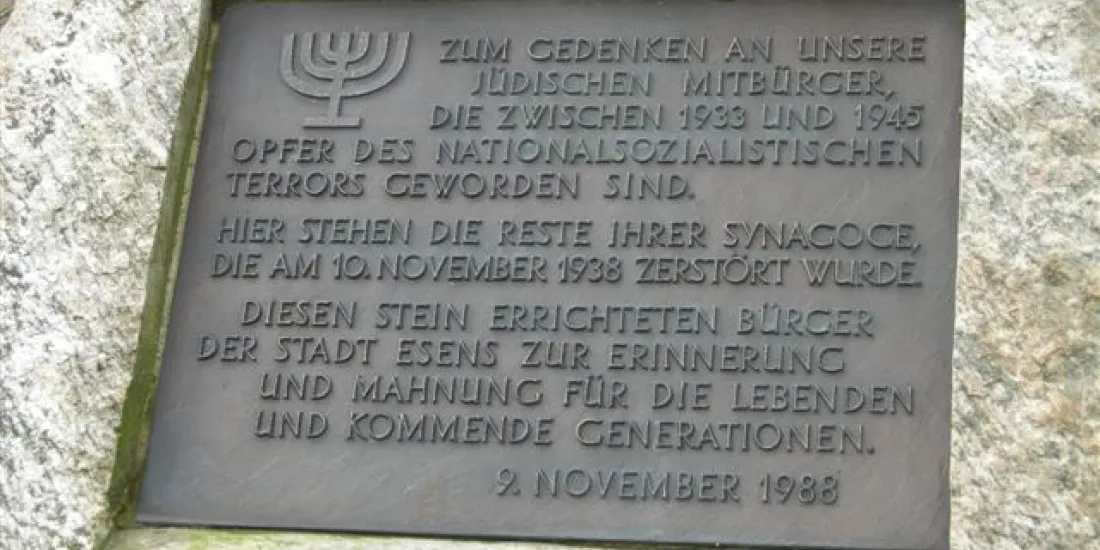 ZUM GEDENKEN AN UNSERE
JÜDISCHEN MITBÜRGER,
DIE ZWISCHEN 1933 UND 1945
OPFER DES NATIONALSOZIALISTISCHEN
TERRORS GEWORDEN SIND.
HIER STEHEN DIE RESTE IHRER SYNAGOGE,
DIE AM 10. NOVEMBER 1938 ZERSTÖRT WURDE.
DIESEN STEIN ERRICHTETEN BÜRGER
DER STADT ESENS ZUR ERINNERUNG
UND MAHNUNG FÜR DIE LEBENDEN
UND KOMMENDE GENERATIONEN.
9. NOVEMBER 1988